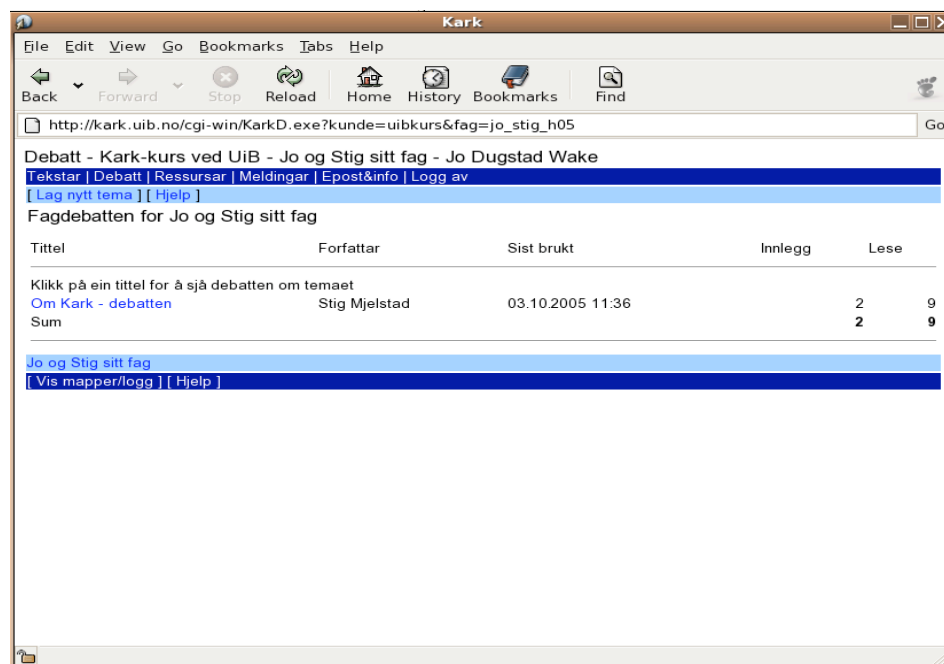 Kark
File Edit View Go Bookmarks Tabs Help
Back Forward Stop Reload Home History Bookmarks Find
http://kark.uib.no/cgi-win/KarkD.exe?kunde=uibkurs&fag=jo_stig_h05 Go
Debatt - Kark-kurs ved UiB - Jo og Stig sitt fag - Jo Dugstad Wake
Tekstar | Debatt | Ressursar | Meldingar | Epost&info | Logg av
[ Lag nytt tema ] [ Hjelp ]
Fagdebatten for Jo og Stig sitt fag
Tittel Forfattar Sist brukt Innlegg Lese
Klikk på ein tittel for å sjå debatten om temaet
Om Kark - debatten Stig Mjelstad 03.10.2005 11:36 2 9
Sum 2 9
Jo og Stig sitt fag
[ Vis mapper/logg ] [ Hjelp ]